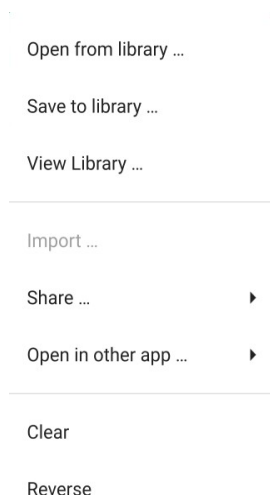 Open from library ...
Save to library ...
View Library ...
Import ...
Share ...
Open in other app ...
Clear
Reverse